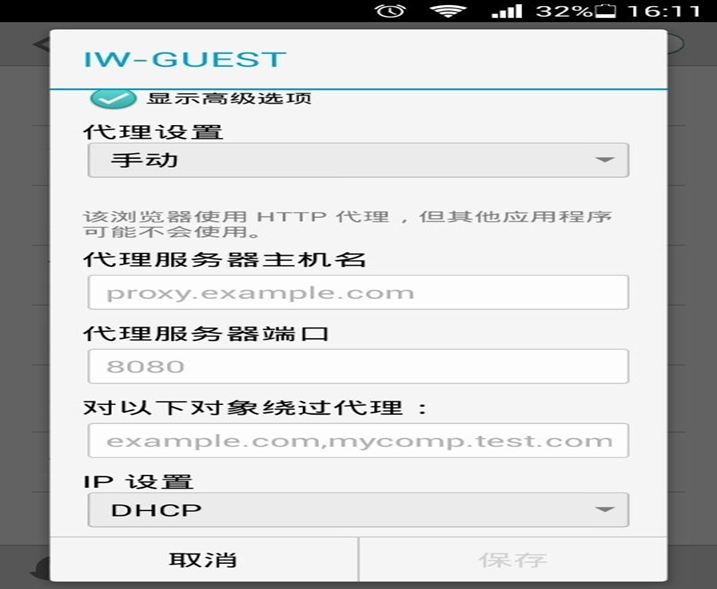 32% 16:11
IW-GUEST
显示高级选项
代理设置
手动
该浏览器使用 HTTP 代理，但其他应用程序
可能不会使用。
代理服务器主机名
proxy.example.com
代理服务器端口
8080
对以下对象绕过代理：
example.com,mycomp.test.com
IP 设置
DHCP
取消
保存